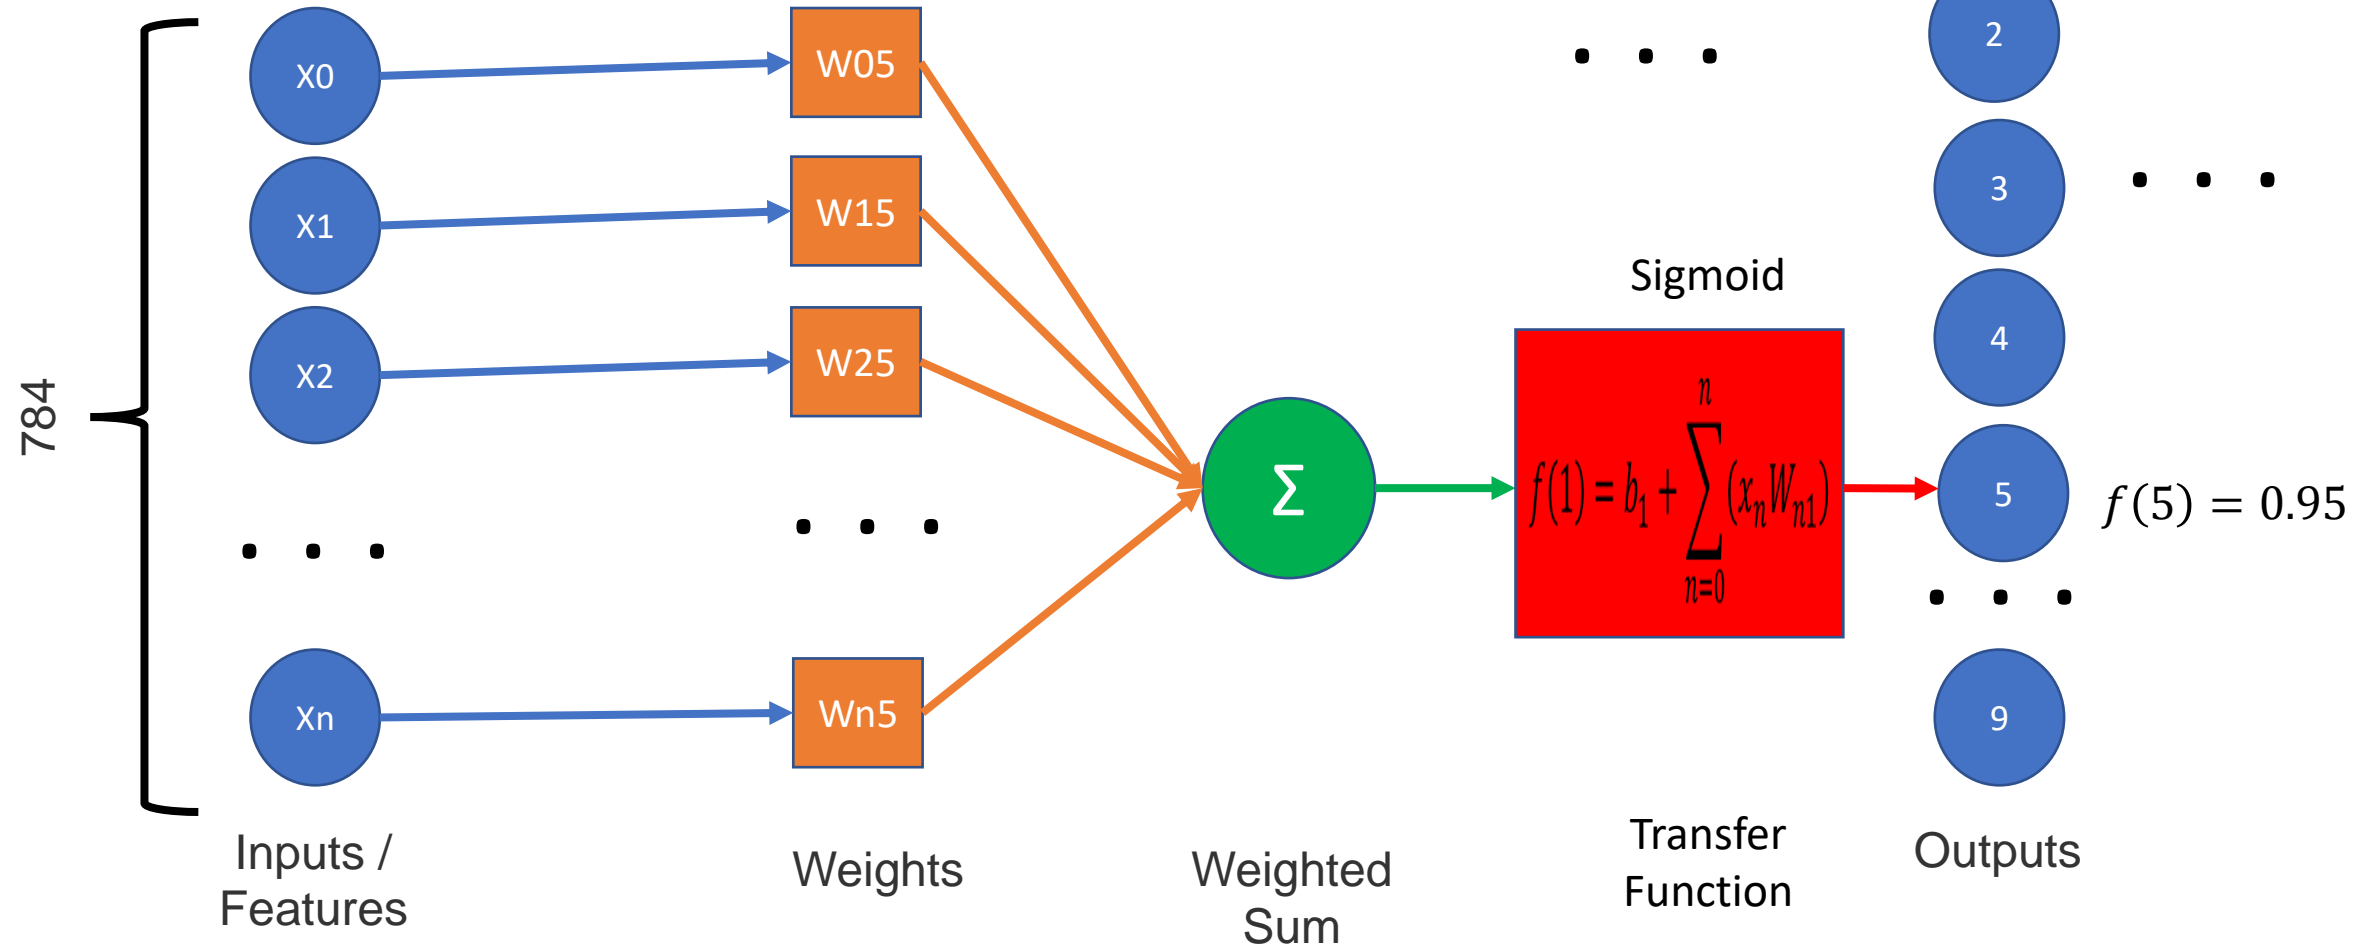 784
X0
X1
X2
. . .
Xn
Inputs /
Features
W05
W15
W25
. . .
Wn5
Weights
Σ
Weighted
Sum
. . .
Sigmoid
f(1) = b₁ + ∑ₙ₌₀ⁿ (xₙWₙ₁)
Transfer
Function
2
3
4
5
. . .
9
Outputs
. . .
f(5) = 0.95